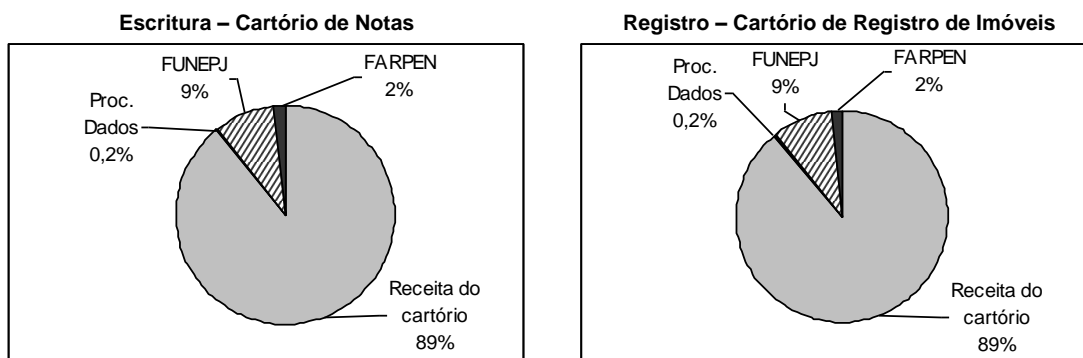 Escritura – Cartório de Notas
FUNEPJ
9%
FARPEN
2%
Proc.
Dados
0,2%
Receita do
cartório
89%
Registro – Cartório de Registro de Imóveis
FUNEPJ
9%
FARPEN
2%
Proc.
Dados
0,2%
Receita do
cartório
89%